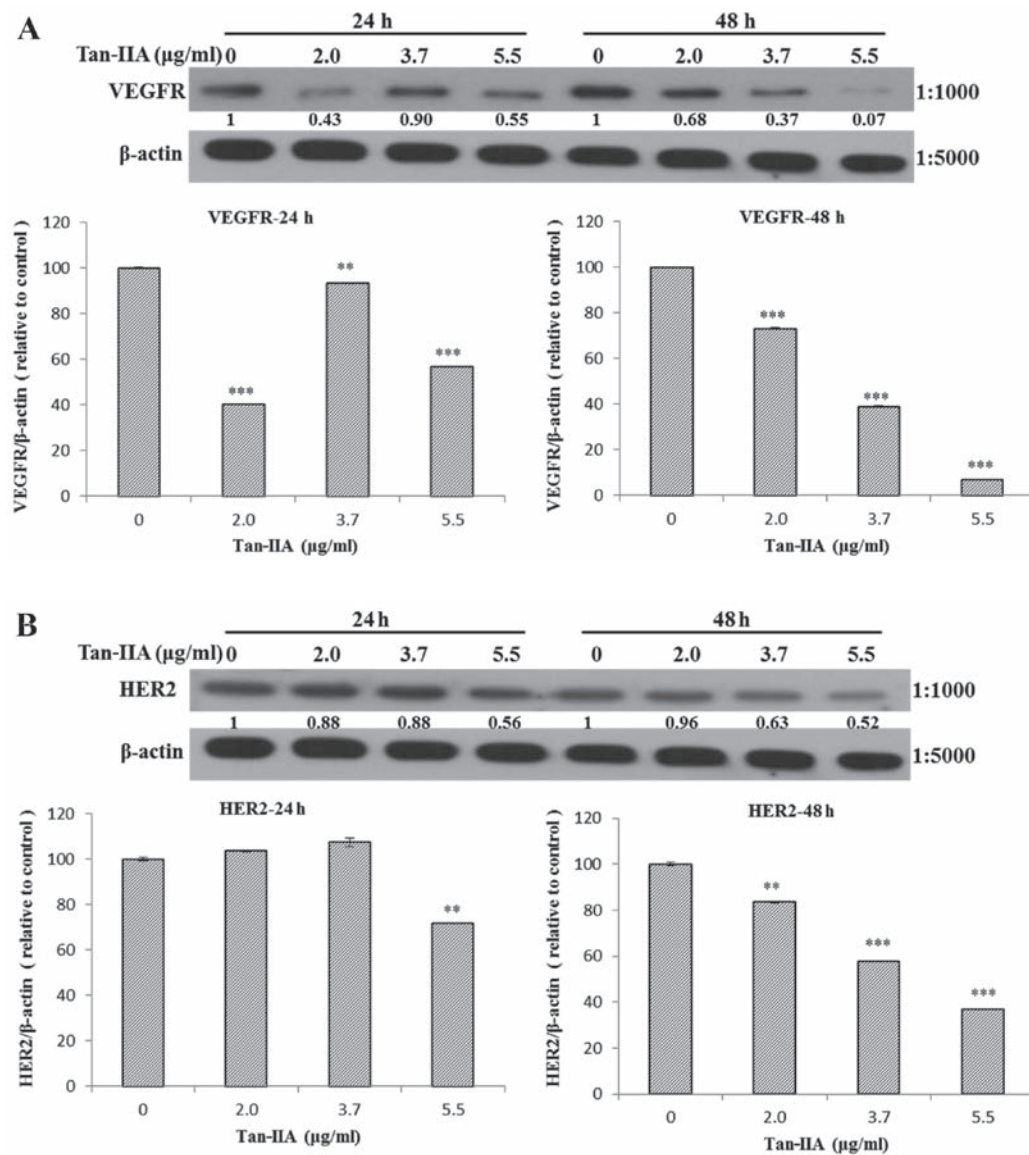 A
24 h 48 h
Tan-IIA (μg/ml) 0 2.0 3.7 5.5 0 2.0 3.7 5.5
VEGFR 1:1000
1 0.43 0.90 0.55 1 0.68 0.37 0.07
β-actin 1:5000
VEGFR-24 h
VEGFR/β-actin ( relative to control )
120
100
80
60
40
20
0
**
***
***
0 2.0 3.7 5.5
Tan-IIA (μg/ml)
VEGFR-48 h
VEGFR/β-actin ( relative to control )
120
100
80
60
40
20
0
***
***
***
0 2.0 3.7 5.5
Tan-IIA (μg/ml)
B
24 h 48 h
Tan-IIA (μg/ml) 0 2.0 3.7 5.5 0 2.0 3.7 5.5
HER2 1:1000
1 0.88 0.88 0.56 1 0.96 0.63 0.52
β-actin 1:5000
HER2-24 h
HER2/β-actin ( relative to control )
120
100
80
60
40
20
0
**
0 2.0 3.7 5.5
Tan-IIA (μg/ml)
HER2-48 h
HER2/β-actin ( relative to control )
120
100
80
60
40
20
0
**
***
***
0 2.0 3.7 5.5
Tan-IIA (μg/ml)